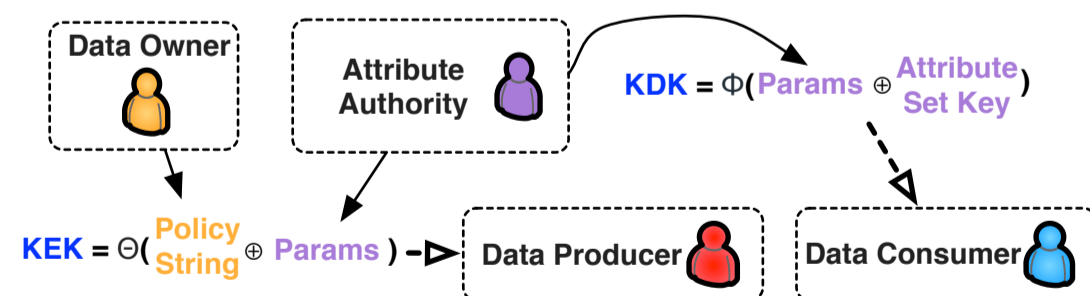 Data Owner
Attribute
Authority
KDK = Φ(Params ⊕ Attribute
Set Key)
KEK = Θ(Policy
String ⊕ Params)
Data Producer
Data Consumer